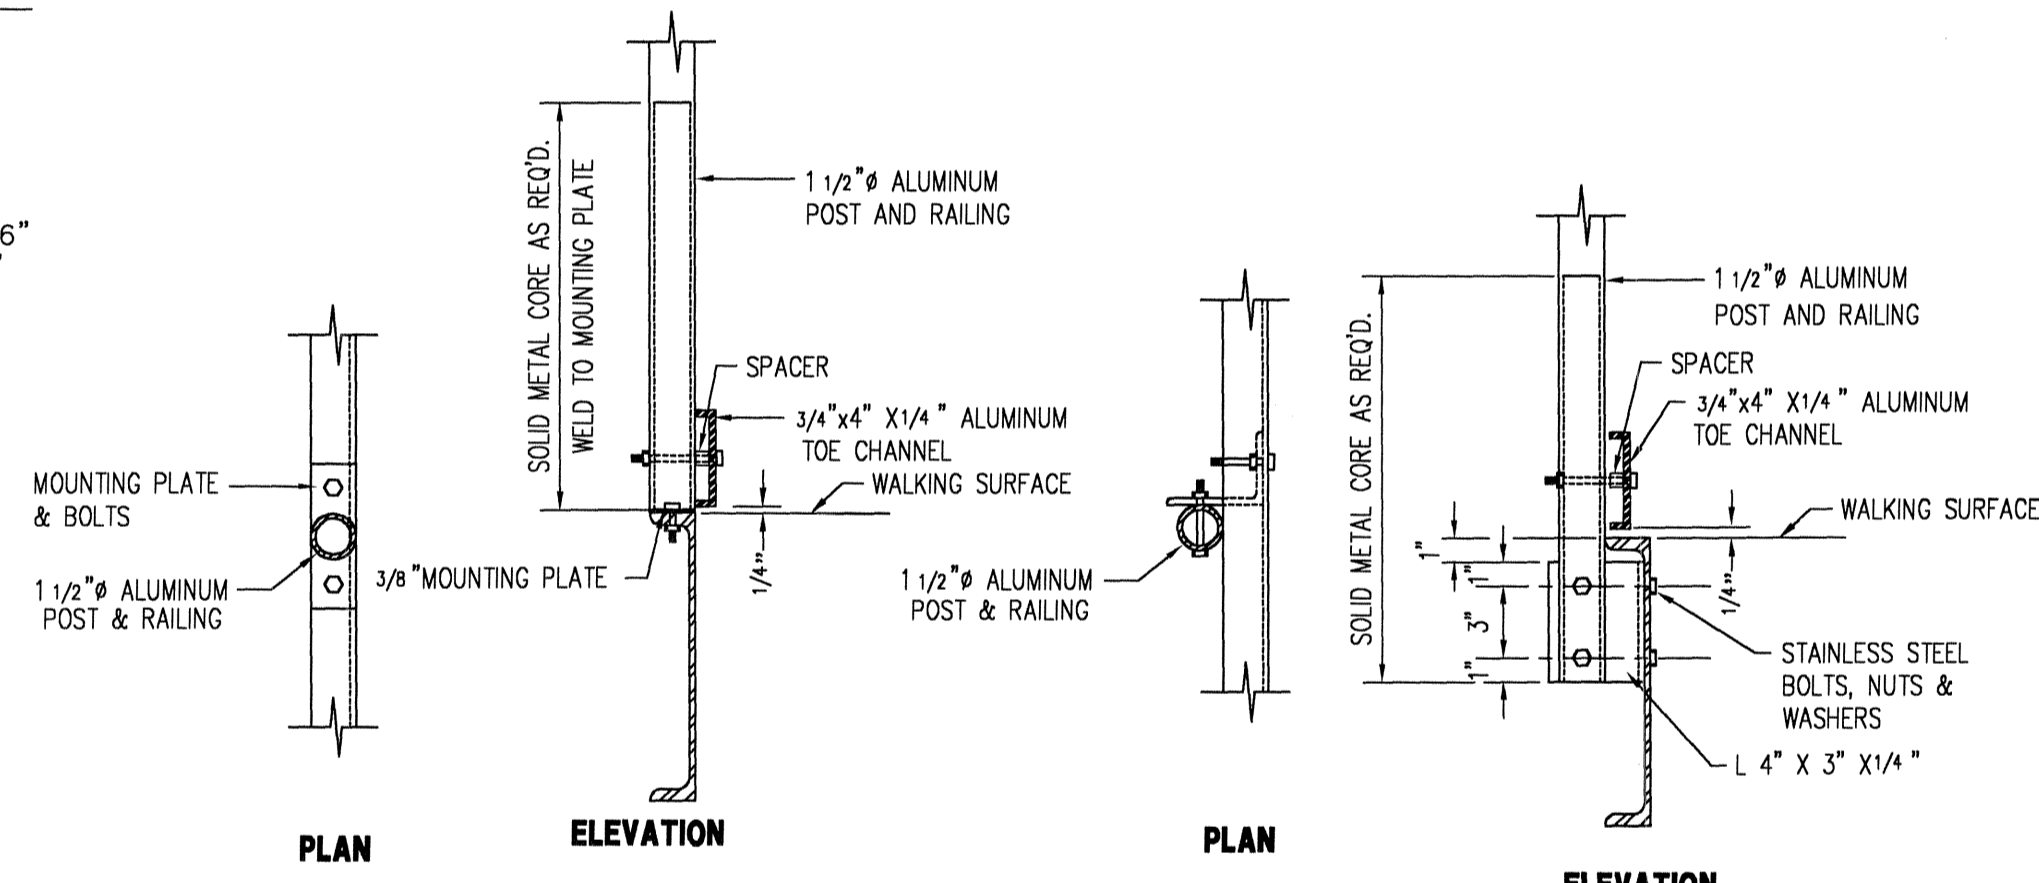 6"
SOLID METAL CORE AS REQ'D.
WELD TO MOUNTING PLATE
1 1/2"ø ALUMINUM
POST AND RAILING
SPACER
3/4"x4" X1/4 " ALUMINUM
TOE CHANNEL
WALKING SURFACE
MOUNTING PLATE
& BOLTS
1 1/2"ø ALUMINUM
POST & RAILING
3/8 "MOUNTING PLATE
1/4"
PLAN
ELEVATION
1 1/2"ø ALUMINUM
POST & RAILING
PLAN
SOLID METAL CORE AS REQ'D.
1 1/2"ø ALUMINUM
POST AND RAILING
SPACER
3/4"x4" X1/4 " ALUMINUM
TOE CHANNEL
WALKING SURFACE
1"
1"
3"
1"
1/4"
STAINLESS STEEL
BOLTS, NUTS &
WASHERS
L 4" X 3" X1/4 "
ELEVATION